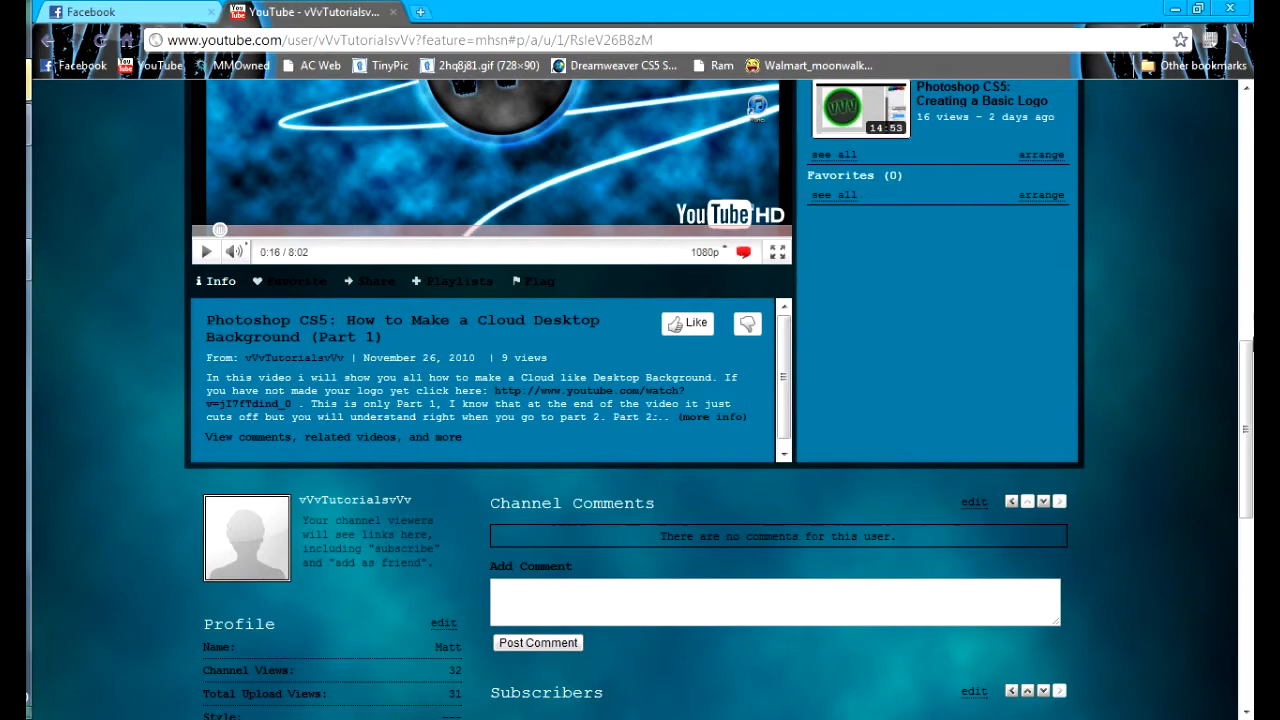 Facebook
YouTube - vVvTutorialsv...
www.youtube.com/user/vVvTutorialsvVv?feature=mhsn#p/a/u/1/RsleV26B8zM
Facebook YouTube MMOwned AC Web TinyPic 2hq8j81.gif (728×90) Dreamweaver CS5 S... Ram Walmart_moonwalk... Other bookmarks
Photoshop CS5:
Creating a Basic Logo
16 views - 2 days ago
14:53
see all arrange
Favorites (0)
see all arrange
YouTube HD
0:16 / 8:02 1080p
Info Favorite Share Playlists Flag
Photoshop CS5: How to Make a Cloud Desktop
Background (Part 1)
Like
From: vVvTutorialsvVv | November 26, 2010 | 9 views
In this video i will show you all how to make a Cloud like Desktop Background. If
you have not made your logo yet click here: http://www.youtube.com/watch?
v=jI7fTdind_0 . This is only Part 1, I know that at the end of the video it just
cuts off but you will understand right when you go to part 2. Part 2:... (more info)
View comments, related videos, and more
vVvTutorialsvVv
Your channel viewers
will see links here,
including "subscribe"
and "add as friend".
Channel Comments edit
There are no comments for this user.
Add Comment
Post Comment
Profile edit
Name: Matt
Channel Views: 32
Total Upload Views: 31
Style: ---
Subscribers edit